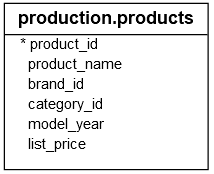 production.products
* product_id
product_name
brand_id
category_id
model_year
list_price